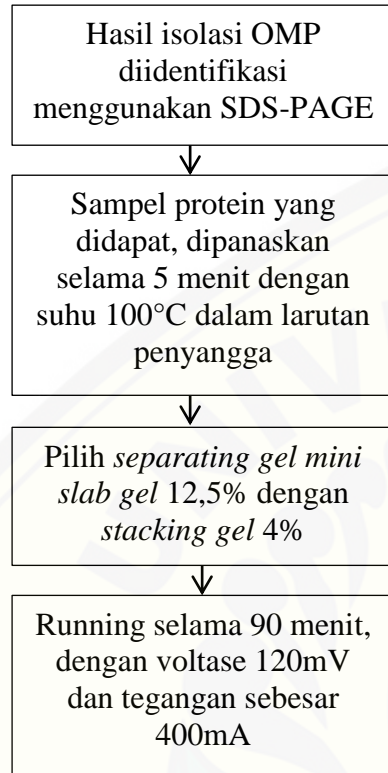 Hasil isolasi OMP
diidentifikasi
menggunakan SDS-PAGE
Sampel protein yang
didapat, dipanaskan
selama 5 menit dengan
suhu 100°C dalam larutan
penyangga
Pilih separating gel mini
slab gel 12,5% dengan
stacking gel 4%
Running selama 90 menit,
dengan voltase 120mV
dan tegangan sebesar
400mA